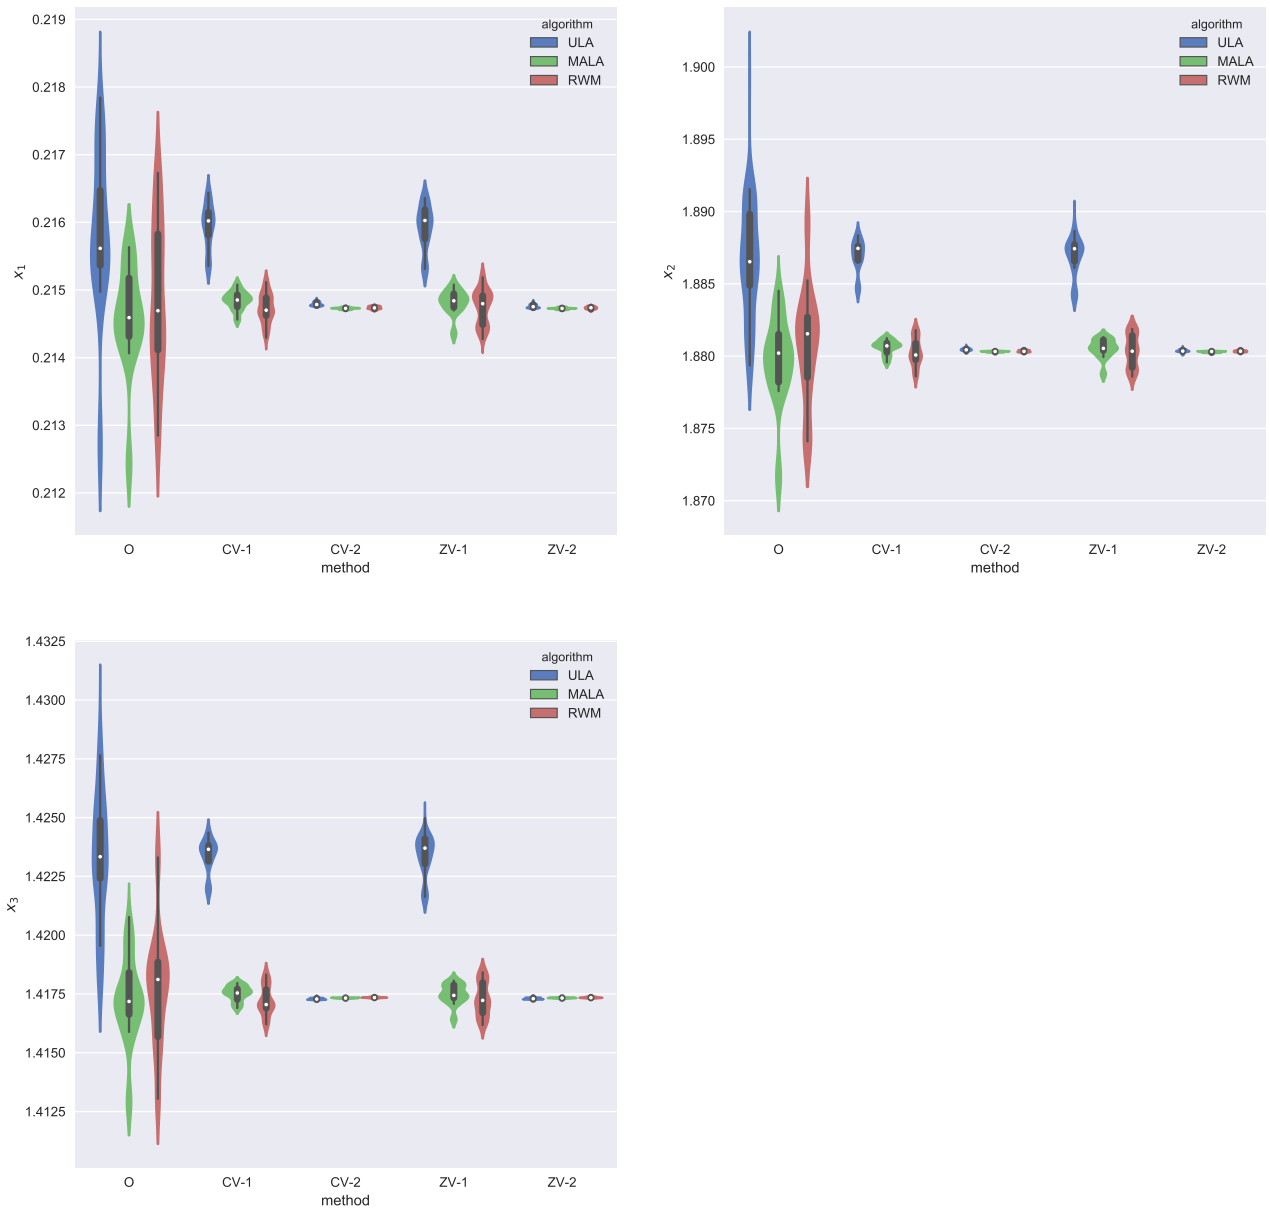 0.219
0.218
0.217
0.216
0.215
0.214
0.213
0.212
x1
algorithm
ULA
MALA
RWM
O CV-1 CV-2 ZV-1 ZV-2
method
1.900
1.895
1.890
1.885
1.880
1.875
1.870
x2
algorithm
ULA
MALA
RWM
O CV-1 CV-2 ZV-1 ZV-2
method
1.4325
1.4300
1.4275
1.4250
1.4225
1.4200
1.4175
1.4150
1.4125
x3
algorithm
ULA
MALA
RWM
O CV-1 CV-2 ZV-1 ZV-2
method